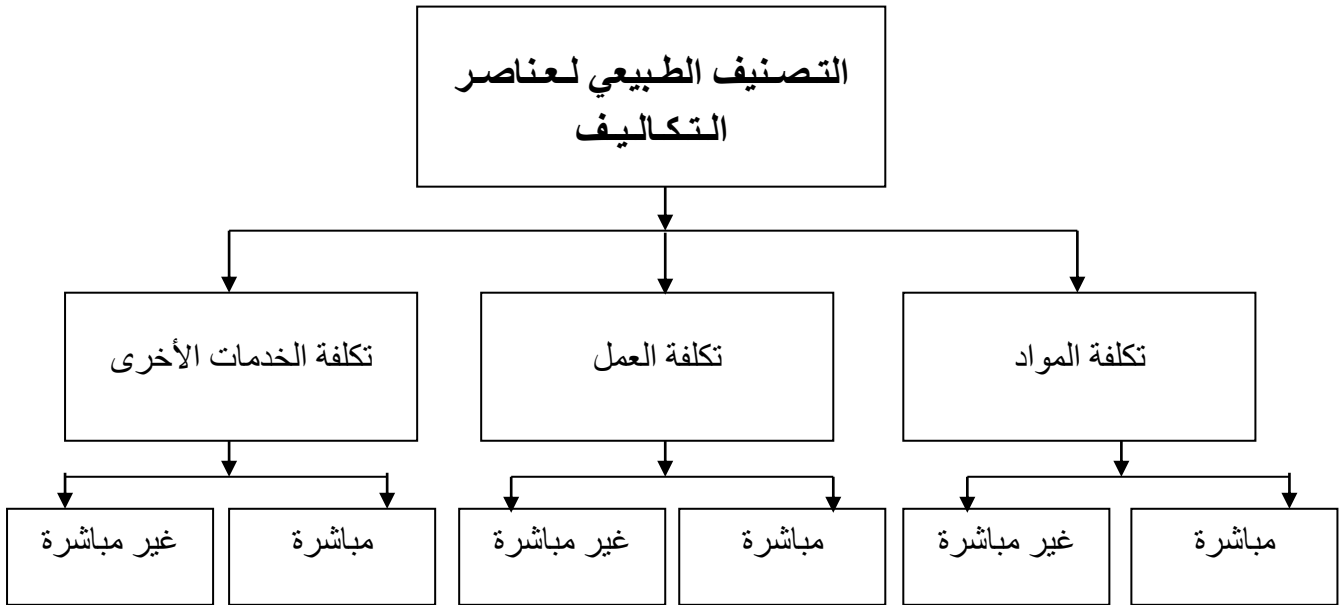 التصنيف الطبيعي لعناصر
التكاليف
تكلفة المواد
تكلفة العمل
تكلفة الخدمات الأخرى
مباشرة
غير مباشرة
مباشرة
غير مباشرة
مباشرة
غير مباشرة